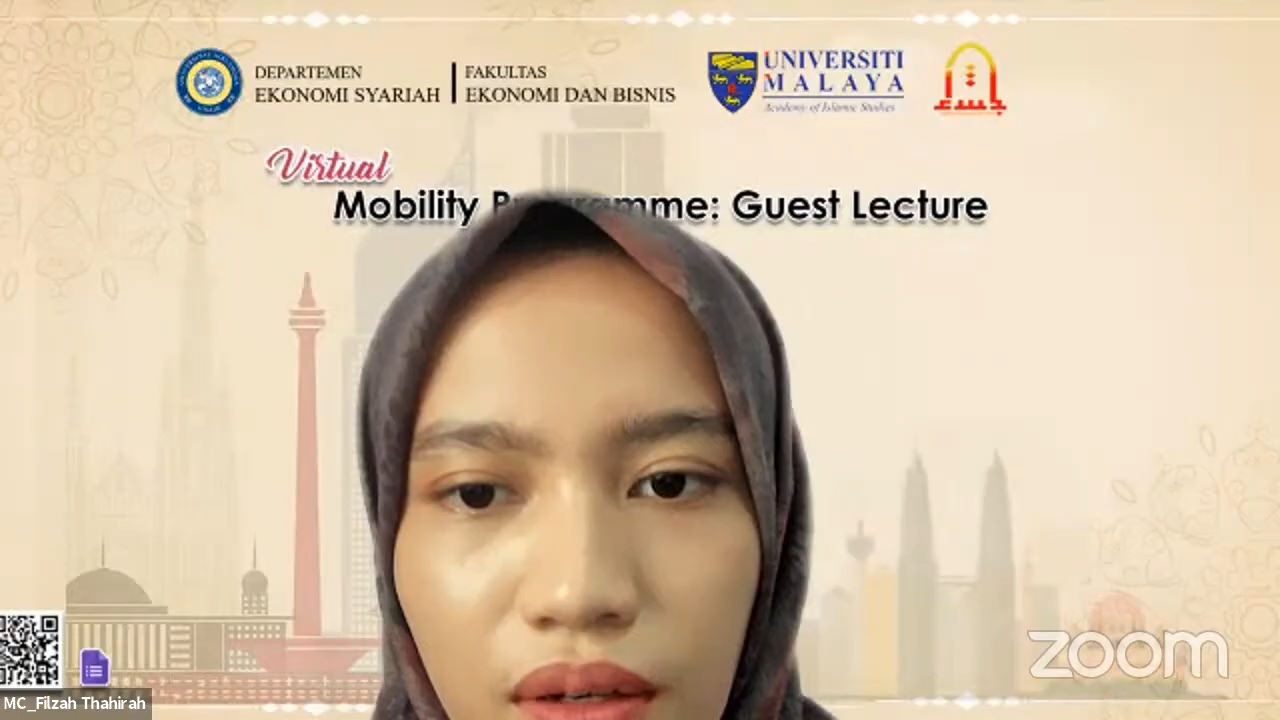 DEPARTEMEN
EKONOMI SYARIAH
FAKULTAS
EKONOMI DAN BISNIS
UNIVERSITI
MALAYA
Academy of Islamic Studies
Virtual
Mobility Programme: Guest Lecture
zoom
MC_Filzah Thahirah